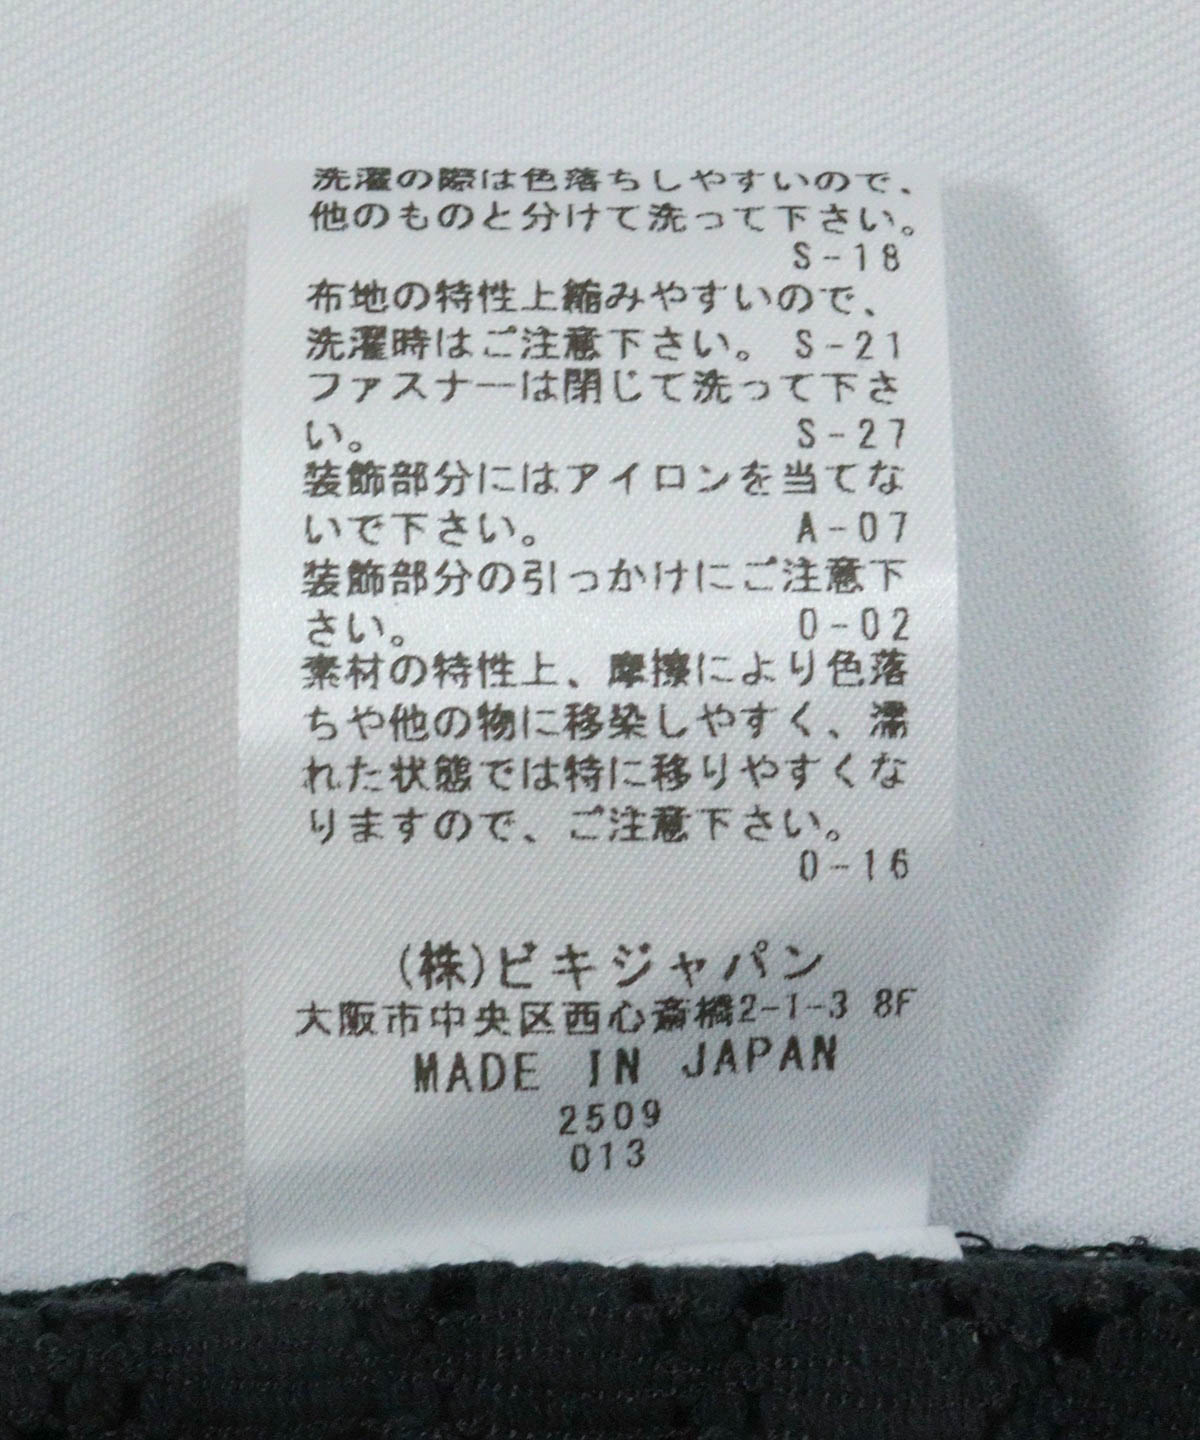 洗濯の際は色落ちしやすいので、
他のものと分けて洗って下さい。
S-18
布地の特性上縮みやすいので、
洗濯時はご注意下さい。 S-21
ファスナーは閉じて洗って下さ
い。 S-27
装飾部分にはアイロンを当てな
いで下さい。 A-07
装飾部分の引っかけにご注意下
さい。 0-02
素材の特性上、摩擦により色落
ちや他の物に移染しやすく、濡
れた状態では特に移りやすくな
りますので、ご注意下さい。
0-16
(株)ビキジャパン
大阪市中央区西心斎橋2-1-3 8F
MADE IN JAPAN
2509
013